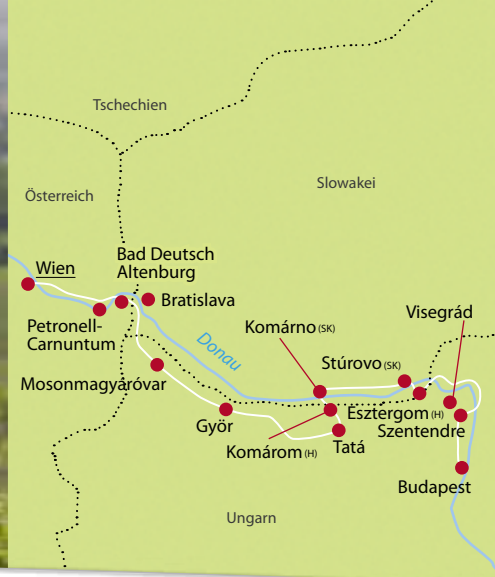 Tschechien
Slowakei
Österreich
Bad Deutsch
Altenburg
Wien
Bratislava
Visegrád
Petronell-
Carnuntum
Komárno (SK)
Donau
Stúrovo (SK)
Mosonmagyáróvar
Esztergom (H)
Györ
Szentendre
Komárom (H)
Tatá
Budapest
Ungarn